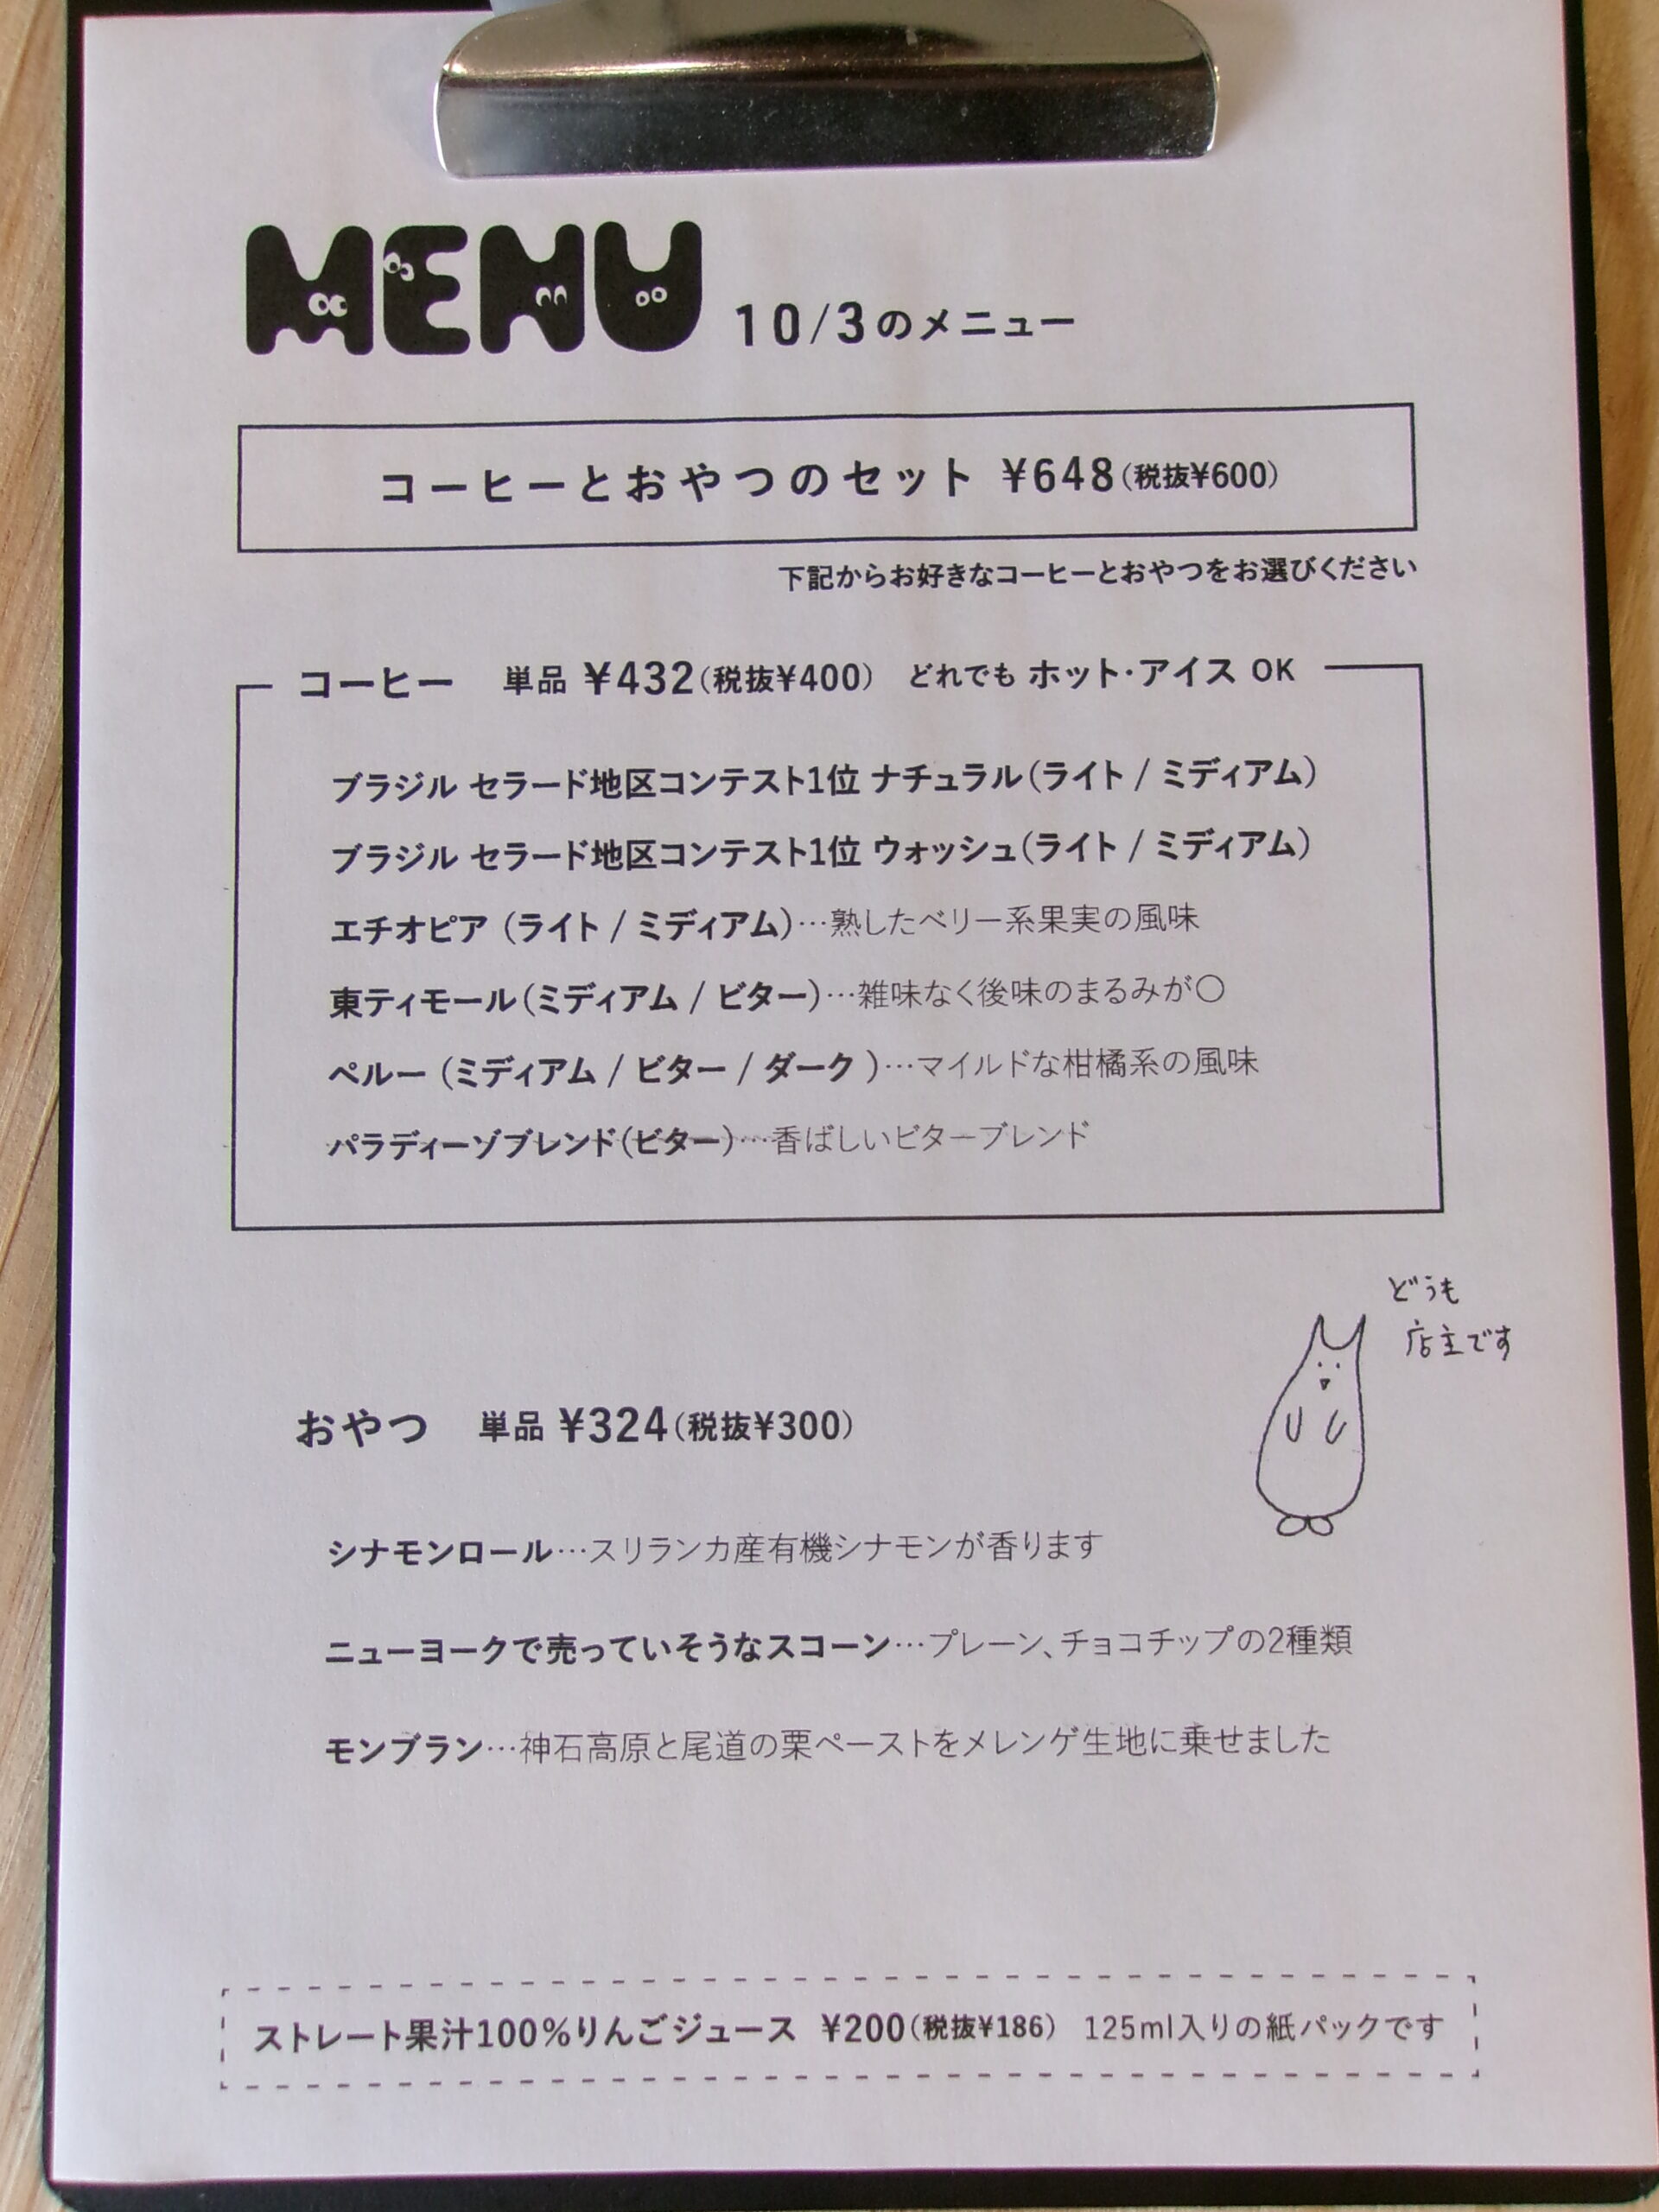 MENU 10/3のメニュー
コーヒーとおやつのセット ¥648(税抜¥600)
下記からお好きなコーヒーとおやつをお選びください
コーヒー 単品 ¥432(税抜¥400) どれでも ホット・アイス OK
ブラジル セラード地区コンテスト1位 ナチュラル(ライト / ミディアム)
ブラジル セラード地区コンテスト1位 ウォッシュ(ライト / ミディアム)
エチオピア (ライト / ミディアム)…熟したベリー系果実の風味
東ティモール(ミディアム / ビター)…雑味なく後味のまるみが〇
ペルー (ミディアム / ビター / ダーク )…マイルドな柑橘系の風味
パラディーゾブレンド(ビター)…香ばしいビターブレンド
どうも
店主です
おやつ 単品 ¥324(税抜¥300)
シナモンロール…スリランカ産有機シナモンが香ります
ニューヨークで売っていそうなスコーン…プレーン、チョコチップの2種類
モンブラン…神石高原と尾道の栗ペーストをメレンゲ生地に乗せました
ストレート果汁100%りんごジュース ¥200(税抜¥186) 125ml入りの紙パックです